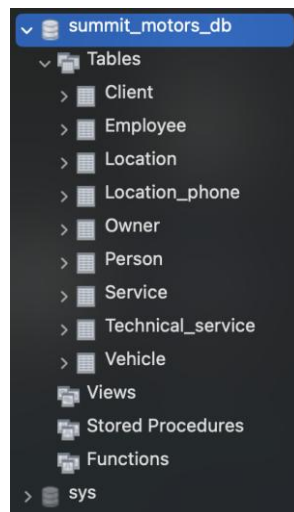 summit_motors_db
Tables
Client
Employee
Location
Location_phone
Owner
Person
Service
Technical_service
Vehicle
Views
Stored Procedures
Functions
sys